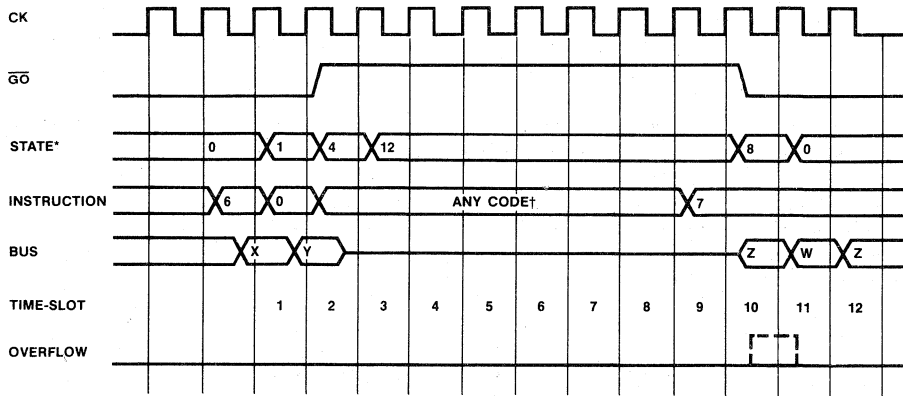 CK
GO
STATE* 0 1 4 12 8 0
INSTRUCTION 6 0 ANY CODE† 7
BUS X Y Z W Z
TIME-SLOT 1 2 3 4 5 6 7 8 9 10 11 12
OVERFLOW